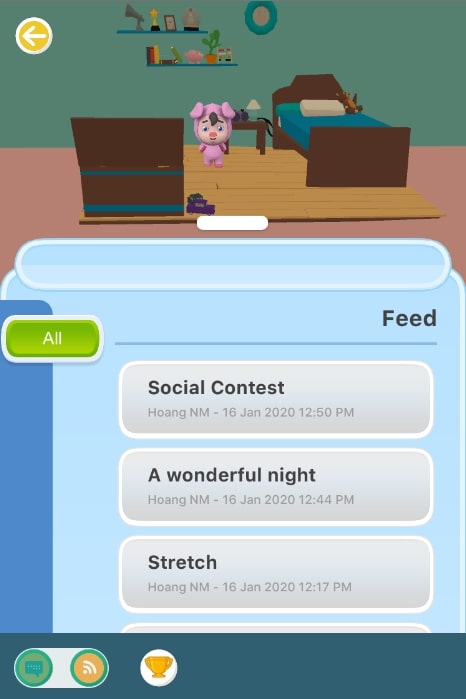 Feed
All
Social Contest
Hoang NM - 16 Jan 2020 12:50 PM
A wonderful night
Hoang NM - 16 Jan 2020 12:44 PM
Stretch
Hoang NM - 16 Jan 2020 12:17 PM